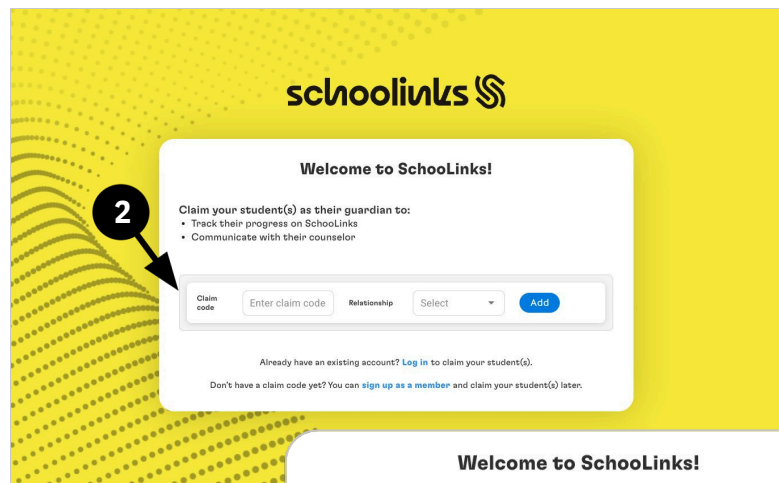 schoolinks
Welcome to SchooLinks!
Claim your student(s) as their guardian to:
• Track their progress on SchooLinks
• Communicate with their counselor
2
Claim code
Enter claim code
Relationship
Select
Add
Already have an existing account? Log in to claim your student(s).
Don't have a claim code yet? You can sign up as a member and claim your student(s) later.
Welcome to SchooLinks!